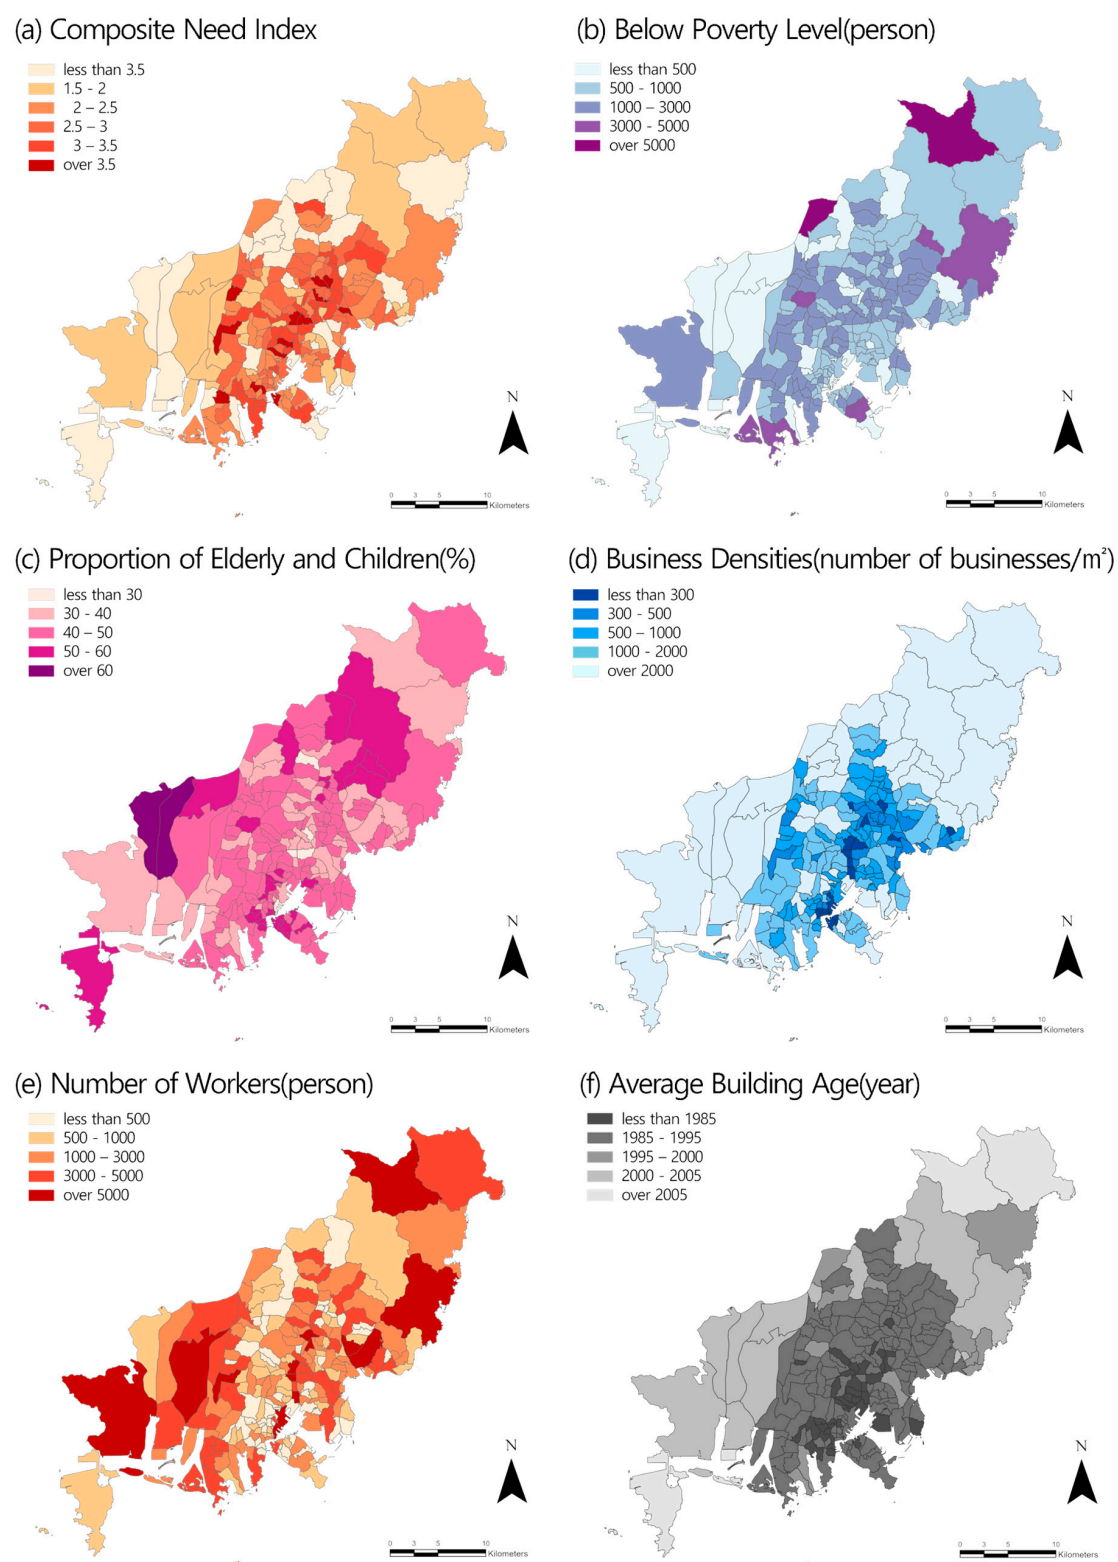 (a) Composite Need Index
less than 3.5
1.5 - 2
2 – 2.5
2.5 – 3
3 – 3.5
over 3.5
N
0 3 5 10
Kilometers
(b) Below Poverty Level(person)
less than 500
500 - 1000
1000 – 3000
3000 - 5000
over 5000
N
0 3 5 10
Kilometers
(c) Proportion of Elderly and Children(%)
less than 30
30 - 40
40 – 50
50 - 60
over 60
N
0 3 5 10
Kilometers
(d) Business Densities(number of businesses/㎡)
less than 300
300 - 500
500 – 1000
1000 - 2000
over 2000
N
0 3 5 10
Kilometers
(e) Number of Workers(person)
less than 500
500 - 1000
1000 – 3000
3000 - 5000
over 5000
N
0 3 5 10
Kilometers
(f) Average Building Age(year)
less than 1985
1985 - 1995
1995 – 2000
2000 - 2005
over 2005
N
0 3 5 10
Kilometers